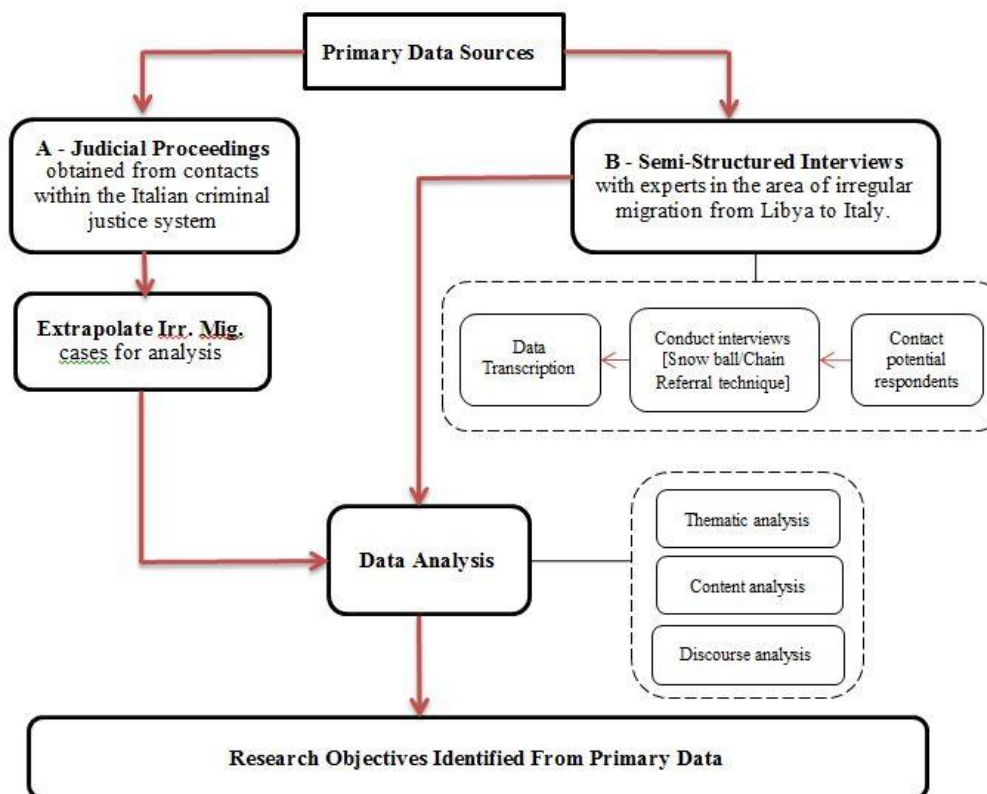 Primary Data Sources
A - Judicial Proceedings
obtained from contacts
within the Italian criminal
justice system
B - Semi-Structured Interviews
with experts in the area of irregular
migration from Libya to Italy.
Extrapolate Irr. Mig.
cases for analysis
Data
Transcription
Conduct interviews
[Snow ball/Chain
Referral technique]
Contact
potential
respondents
Data Analysis
Thematic analysis
Content analysis
Discourse analysis
Research Objectives Identified From Primary Data